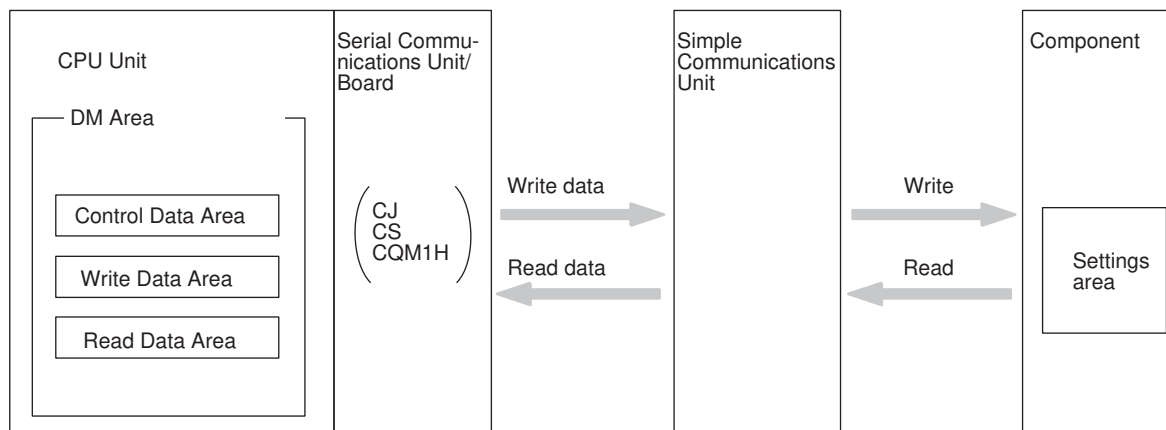 CPU Unit
DM Area
Control Data Area
Write Data Area
Read Data Area
Serial Commu-
nications Unit/
Board
CJ
CS
CQM1H
Write data
Read data
Simple
Communications
Unit
Write
Read
Component
Settings
area